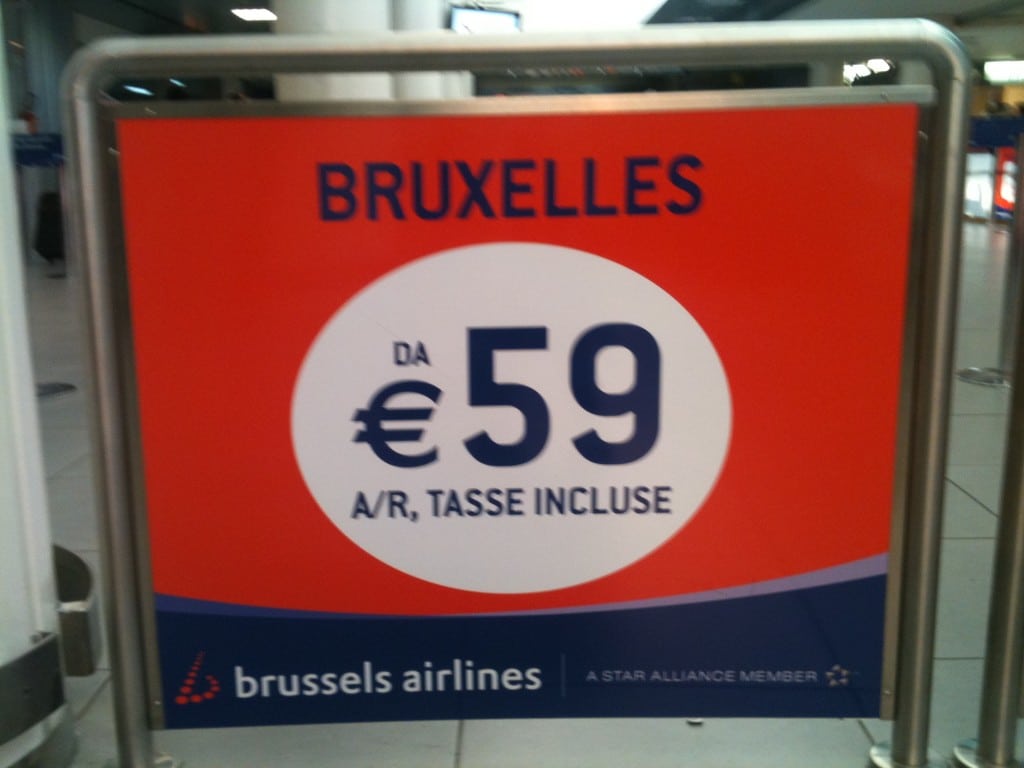 BRUXELLES
DA
€59
A/R, TASSE INCLUSE
brussels airlines
A STAR ALLIANCE MEMBER